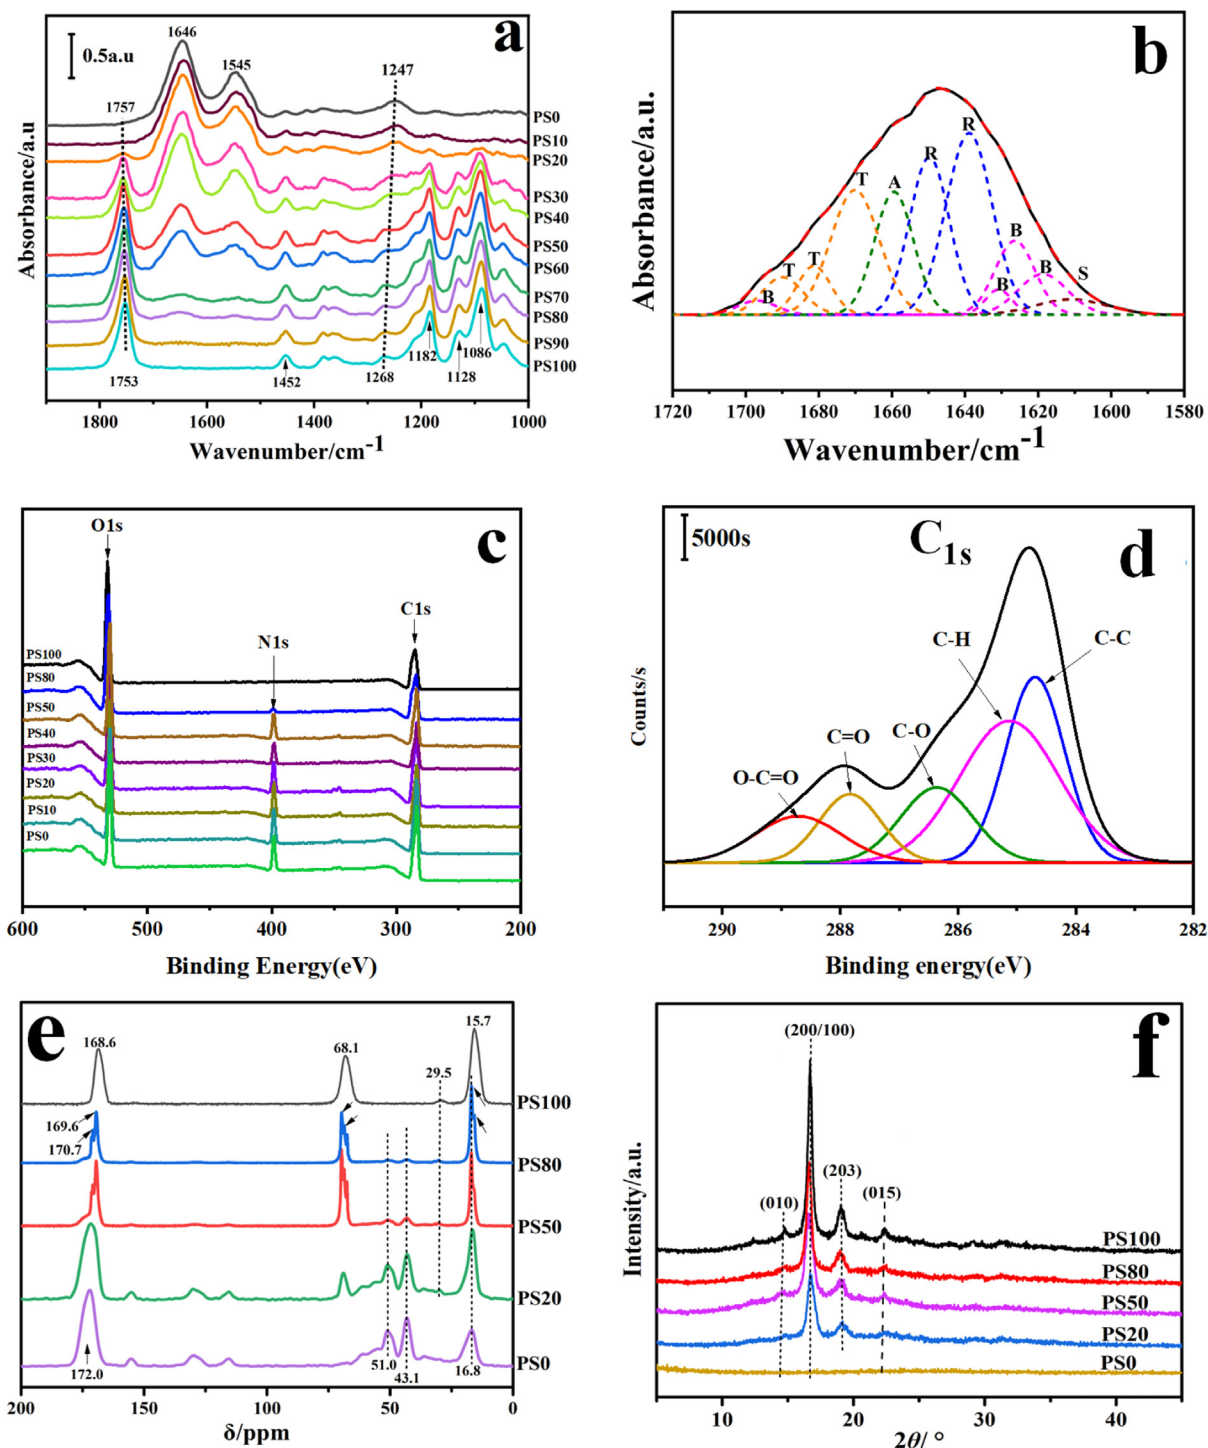 a
0.5a.u
1646
1545
1247
1757
PS0
PS10
PS20
PS30
PS40
PS50
PS60
PS70
PS80
PS90
PS100
1753
1452
1268
1182
1128
1086
Absorbance/a.u
1800 1600 1400 1200 1000
Wavenumber/cm-1
b
T T T A R R B B B B S
Absorbance/a.u.
1720 1700 1680 1660 1640 1620 1600 1580
Wavenumber/cm-1
c
O1s
N1s
C1s
PS100
PS80
PS50
PS40
PS30
PS20
PS10
PS0
600 500 400 300 200
Binding Energy(eV)
d
5000s
C1s
C-H
C-C
C=O
C-O
O-C=O
Counts/s
290 288 286 284 282
Binding energy(eV)
e
168.6
68.1
29.5
15.7
PS100
169.6
170.7
PS80
PS50
PS20
PS0
172.0
51.0
43.1
16.8
200 150 100 50 0
δ/ppm
f
(200/100)
(010)
(203)
(015)
PS100
PS80
PS50
PS20
PS0
Intensity/a.u.
10 20 30 40
2θ/ °